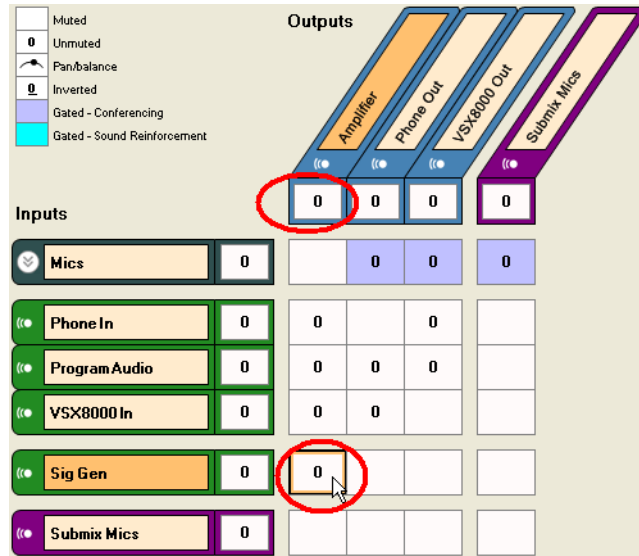 Muted
0 Unmuted
Pan/balance
0 Inverted
Gated - Conferencing
Gated - Sound Reinforcement
Outputs
Amplifier
Phone Out
VSX8000 Out
Submix Mics
0 0 0 0
Inputs
Mics 0 0 0 0
Phone In 0 0 0
Program Audio 0 0 0 0
VSX8000 In 0 0 0
Sig Gen 0 0
Submix Mics 0